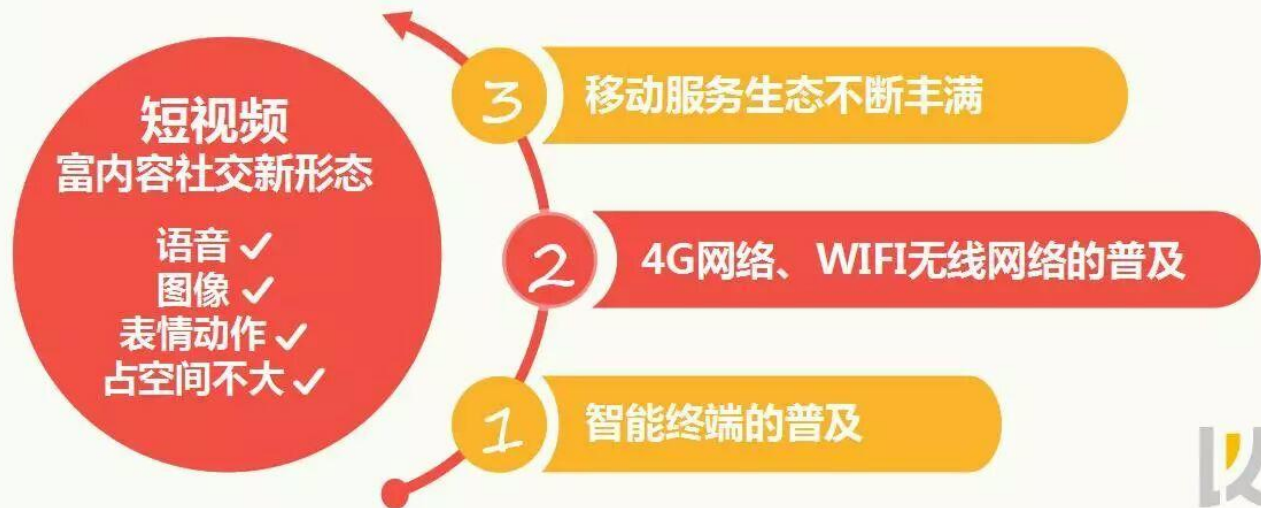 短视频
富内容社交新形态
语音 ✓
图像 ✓
表情动作 ✓
占空间不大 ✓
3 移动服务生态不断丰满
2 4G网络、WIFI无线网络的普及
1 智能终端的普及